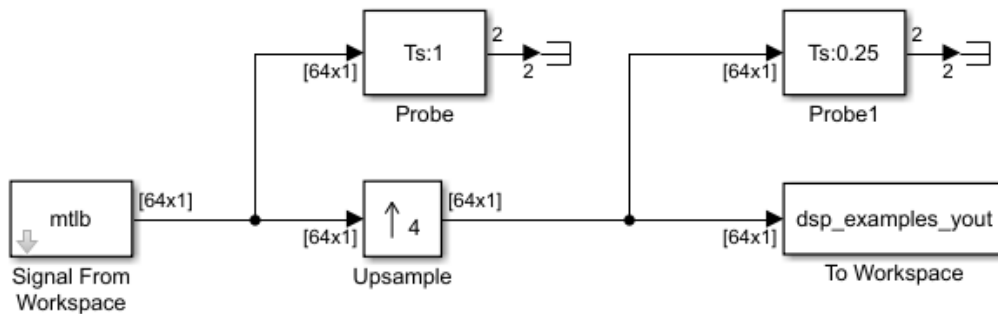 Ts:1
2
2
[64x1]
Probe
Ts:0.25
2
2
[64x1]
Probe1
mtlb
[64x1]
Signal From
Workspace
[64x1]
4
[64x1]
Upsample
[64x1]
dsp_examples_yout
To Workspace